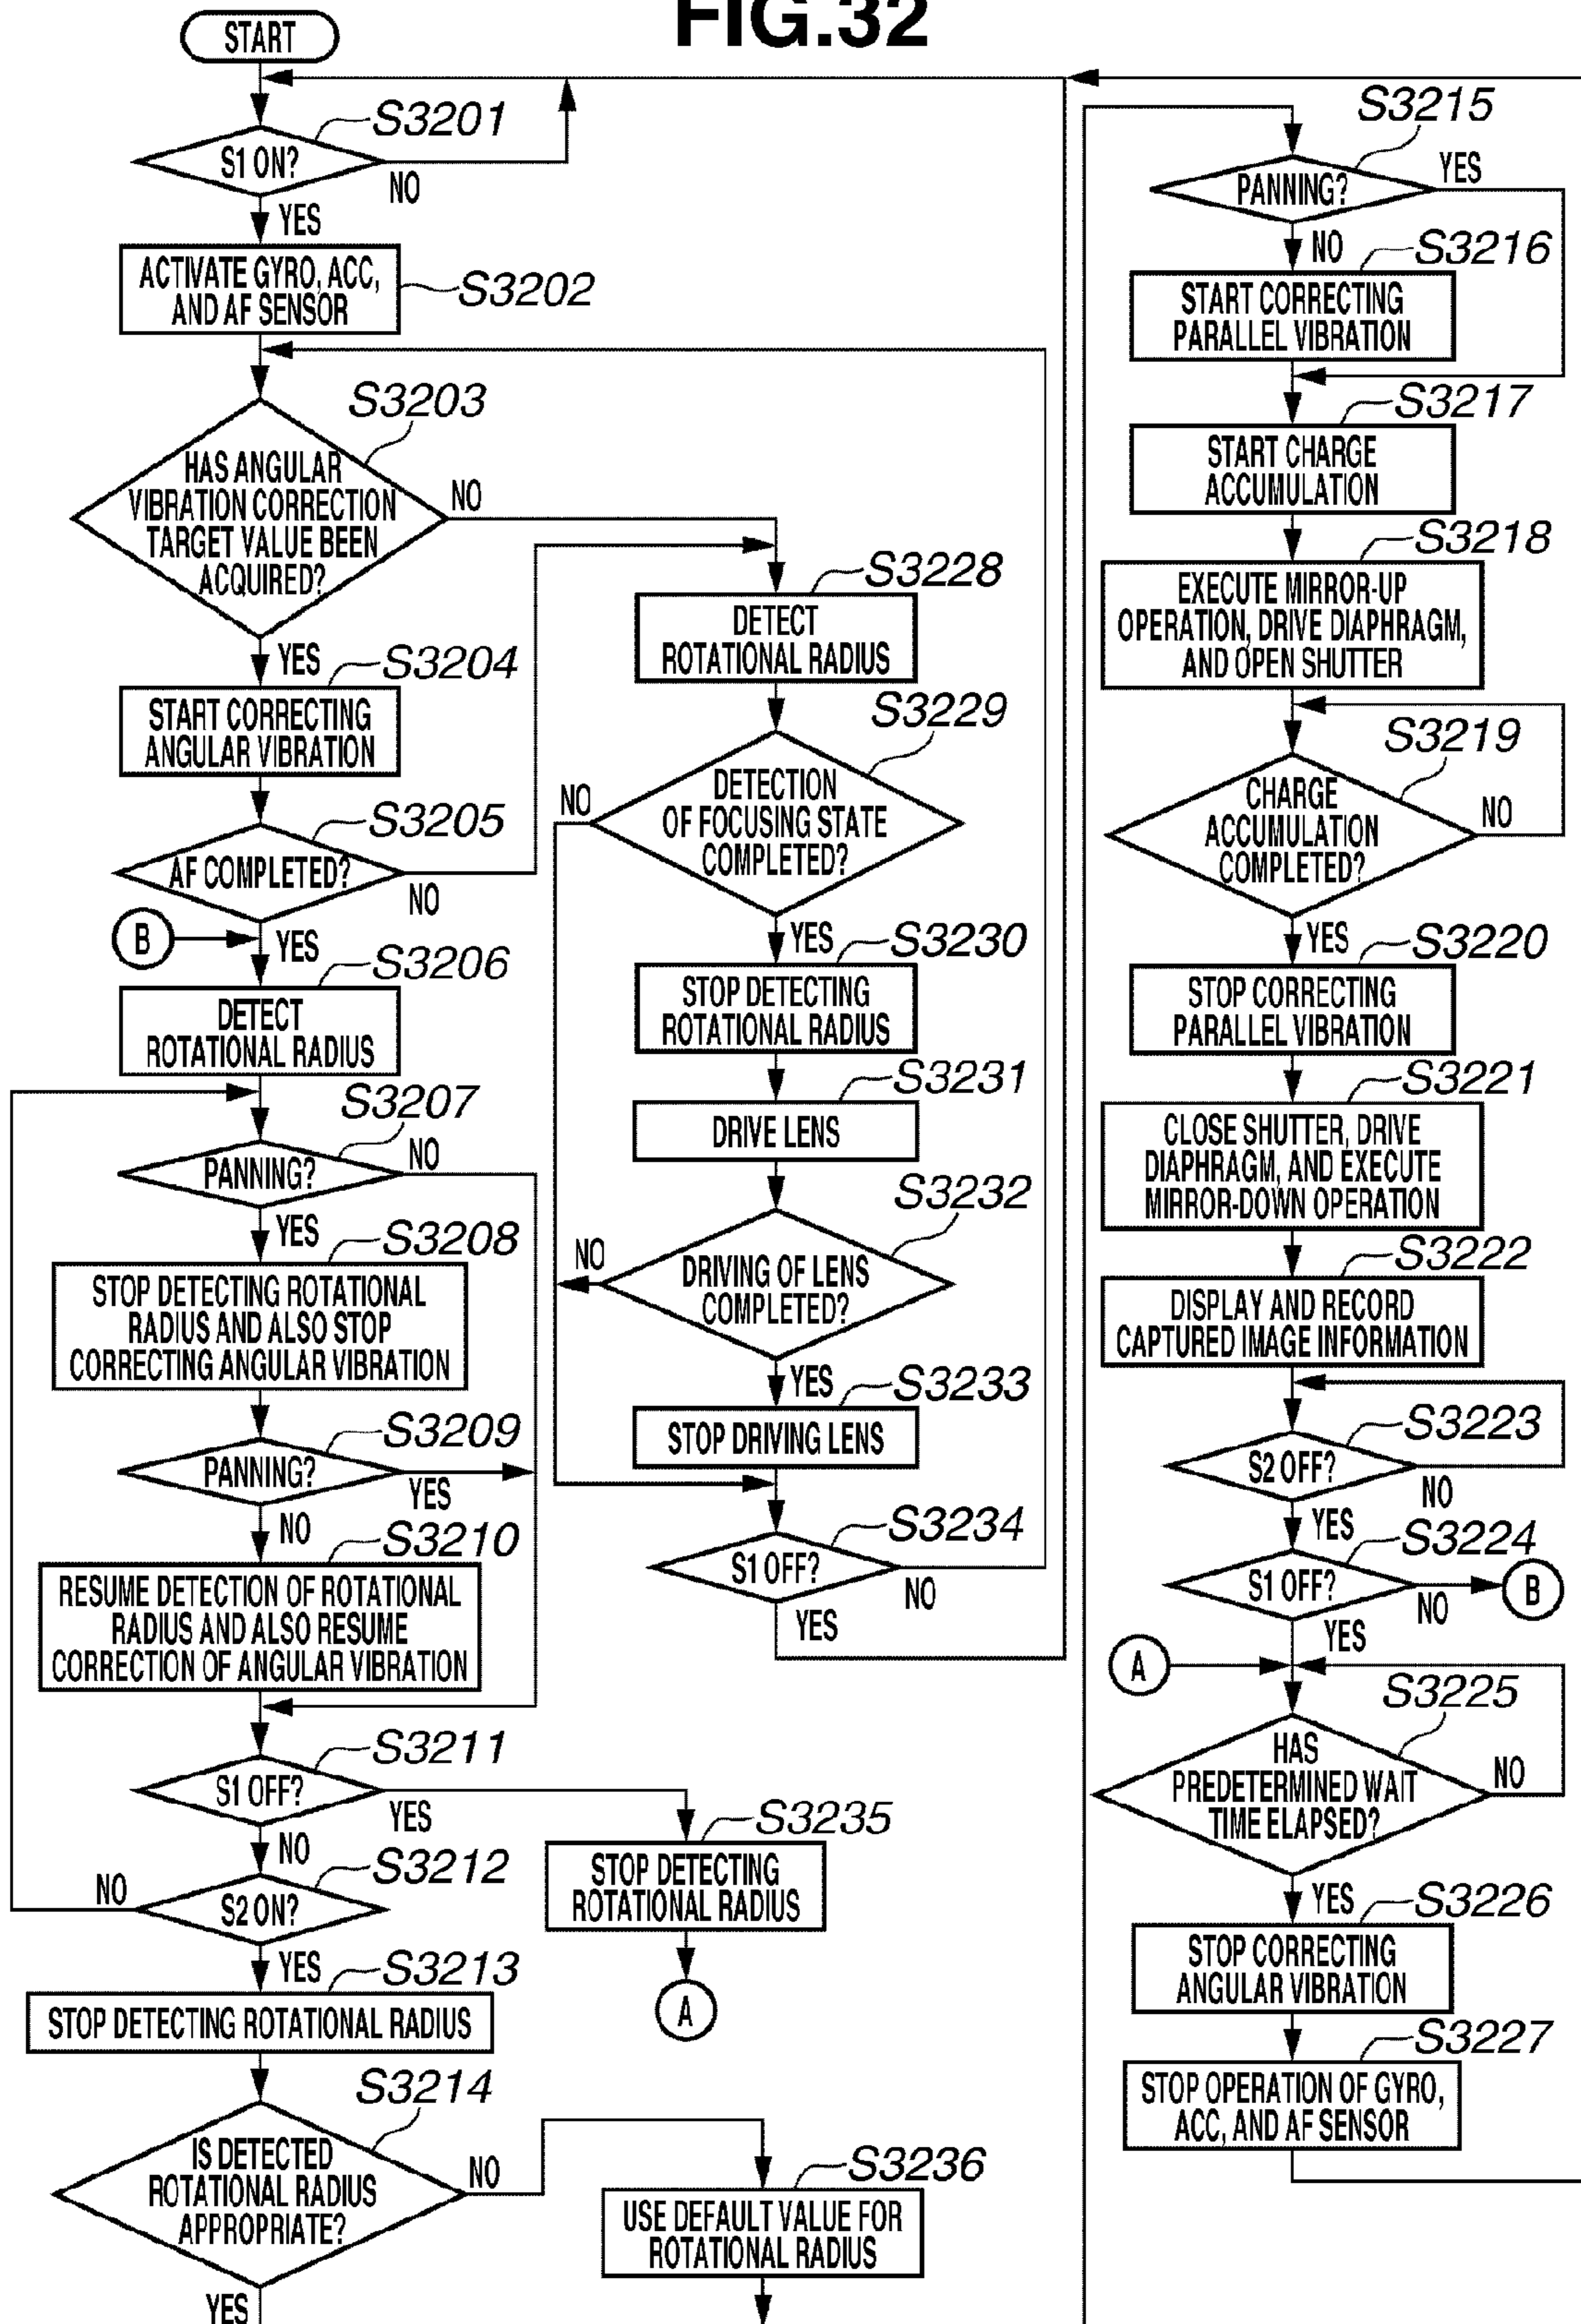 FIG.32
START
S3201
S1 ON?
NO
YES
ACTIVATE GYRO, ACC,
AND AF SENSOR
S3202
S3203
HAS ANGULAR
VIBRATION CORRECTION
TARGET VALUE BEEN
ACQUIRED?
NO
YES
S3204
START CORRECTING
ANGULAR VIBRATION
S3205
AF COMPLETED?
NO
B
YES
S3206
DETECT
ROTATIONAL RADIUS
S3207
PANNING?
NO
YES
S3208
STOP DETECTING ROTATIONAL
RADIUS AND ALSO STOP
CORRECTING ANGULAR VIBRATION
S3209
PANNING?
YES
NO
S3210
RESUME DETECTION OF ROTATIONAL
RADIUS AND ALSO RESUME
CORRECTION OF ANGULAR VIBRATION
S3211
S1 OFF?
YES
NO
S3212
NO
S2 ON?
YES
S3213
STOP DETECTING ROTATIONAL RADIUS
S3214
IS DETECTED
ROTATIONAL RADIUS
APPROPRIATE?
NO
YES
S3228
DETECT
ROTATIONAL RADIUS
S3229
NO
DETECTION
OF FOCUSING STATE
COMPLETED?
YES
S3230
STOP DETECTING
ROTATIONAL RADIUS
S3231
DRIVE LENS
S3232
NO
DRIVING OF LENS
COMPLETED?
YES
S3233
STOP DRIVING LENS
S3234
S1 OFF?
NO
YES
S3235
STOP DETECTING
ROTATIONAL RADIUS
A
S3236
USE DEFAULT VALUE FOR
ROTATIONAL RADIUS
S3215
PANNING?
YES
NO
S3216
START CORRECTING
PARALLEL VIBRATION
S3217
START CHARGE
ACCUMULATION
S3218
EXECUTE MIRROR-UP
OPERATION, DRIVE DIAPHRAGM,
AND OPEN SHUTTER
S3219
CHARGE
ACCUMULATION
COMPLETED?
NO
YES
S3220
STOP CORRECTING
PARALLEL VIBRATION
S3221
CLOSE SHUTTER, DRIVE
DIAPHRAGM, AND EXECUTE
MIRROR-DOWN OPERATION
S3222
DISPLAY AND RECORD
CAPTURED IMAGE INFORMATION
S3223
S2 OFF?
NO
YES
S3224
S1 OFF?
NO
B
YES
A
S3225
HAS
PREDETERMINED WAIT
TIME ELAPSED?
NO
YES
S3226
STOP CORRECTING
ANGULAR VIBRATION
S3227
STOP OPERATION OF GYRO,
ACC, AND AF SENSOR